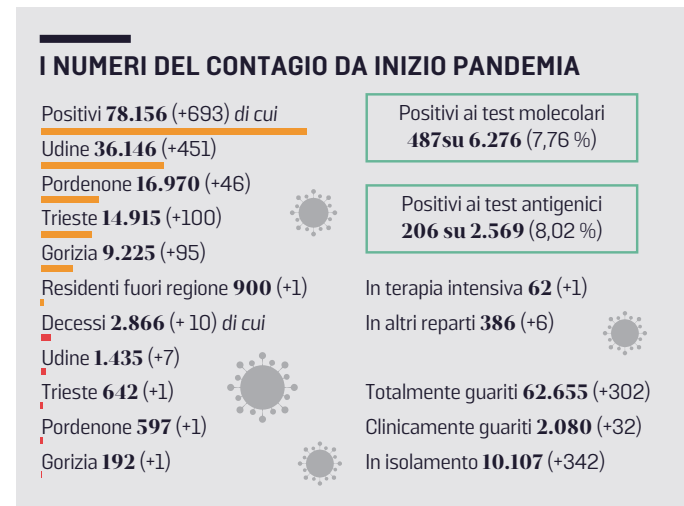 I NUMERI DEL CONTAGIO DA INIZIO PANDEMIA
Positivi 78.156 (+693) di cui
Udine 36.146 (+451)
Pordenone 16.970 (+46)
Trieste 14.915 (+100)
Gorizia 9.225 (+95)
Residenti fuori regione 900 (+1)
Decessi 2.866 (+ 10) di cui
Udine 1.435 (+7)
Trieste 642 (+1)
Pordenone 597 (+1)
Gorizia 192 (+1)
Positivi ai test molecolari
487su 6.276 (7,76 %)
Positivi ai test antigenici
206 su 2.569 (8,02 %)
In terapia intensiva 62 (+1)
In altri reparti 386 (+6)
Totalmente guariti 62.655 (+302)
Clinicamente guariti 2.080 (+32)
In isolamento 10.107 (+342)